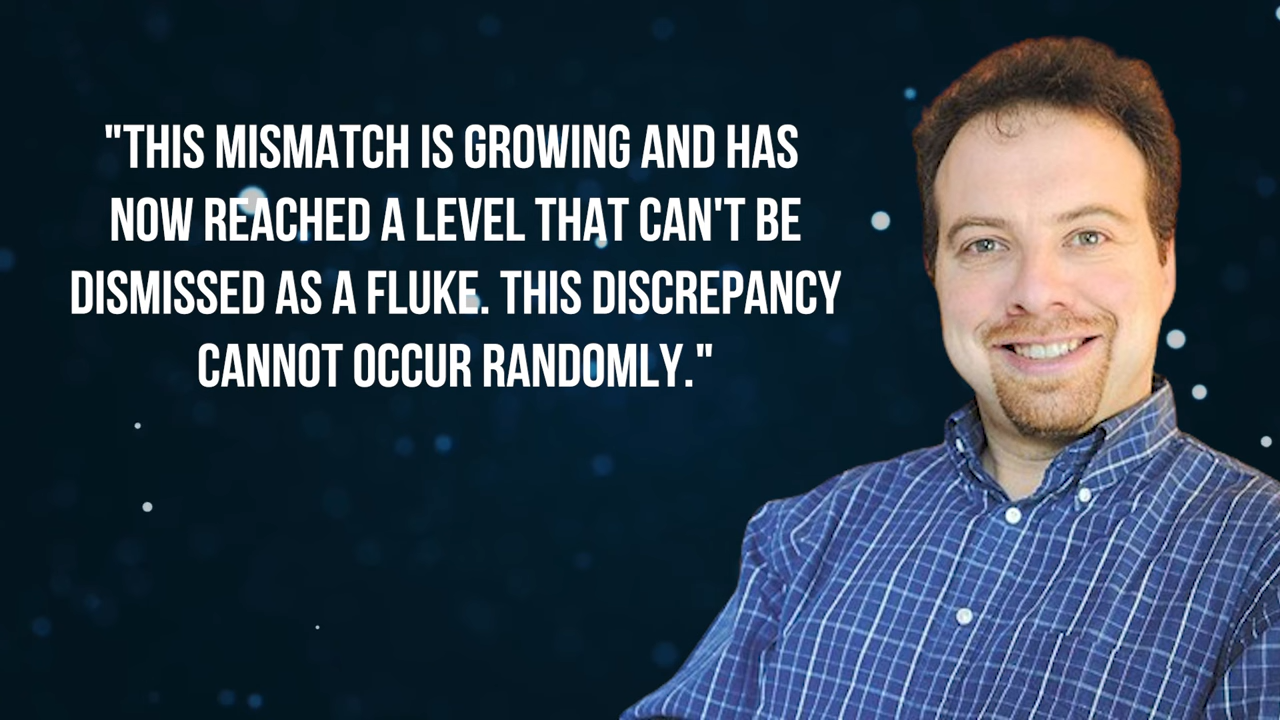 "THIS MISMATCH IS GROWING AND HAS
NOW REACHED A LEVEL THAT CAN'T BE
DISMISSED AS A FLUKE. THIS DISCREPANCY
CANNOT OCCUR RANDOMLY."